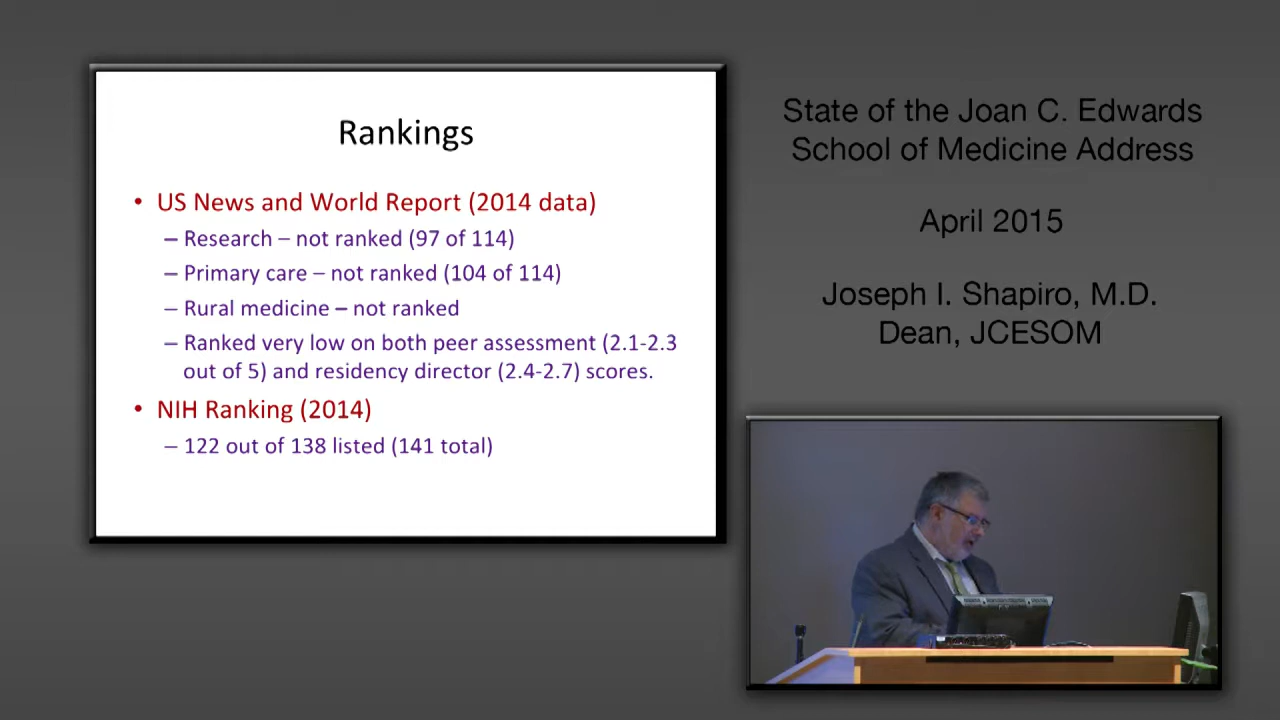 Rankings
• US News and World Report (2014 data)
– Research – not ranked (97 of 114)
– Primary care – not ranked (104 of 114)
– Rural medicine – not ranked
– Ranked very low on both peer assessment (2.1-2.3
out of 5) and residency director (2.4-2.7) scores.
• NIH Ranking (2014)
– 122 out of 138 listed (141 total)
State of the Joan C. Edwards
School of Medicine Address
April 2015
Joseph I. Shapiro, M.D.
Dean, JCESOM